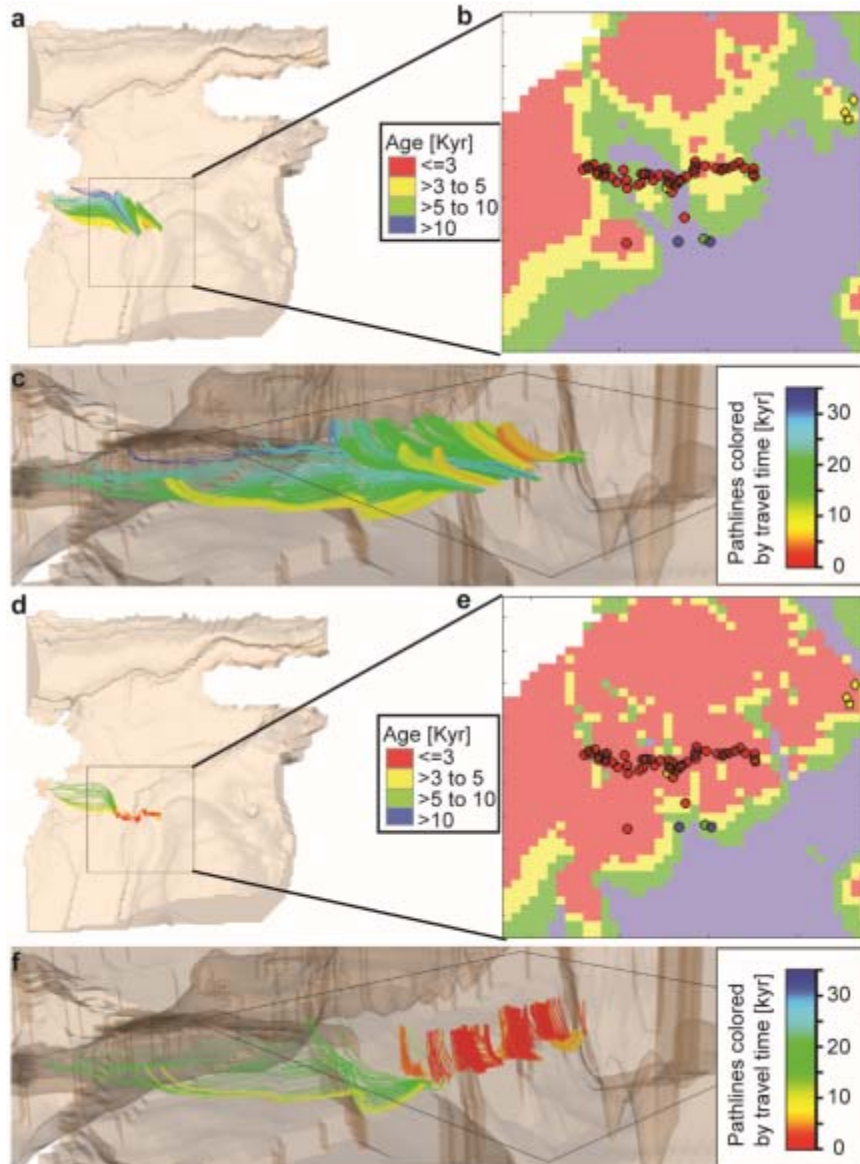 a
b
Age [Kyr]
<=3
>3 to 5
>5 to 10
>10
c
Pathlines colored
by travel time [kyr]
30
20
10
0
d
e
Age [Kyr]
<=3
>3 to 5
>5 to 10
>10
f
Pathlines colored
by travel time [kyr]
30
20
10
0